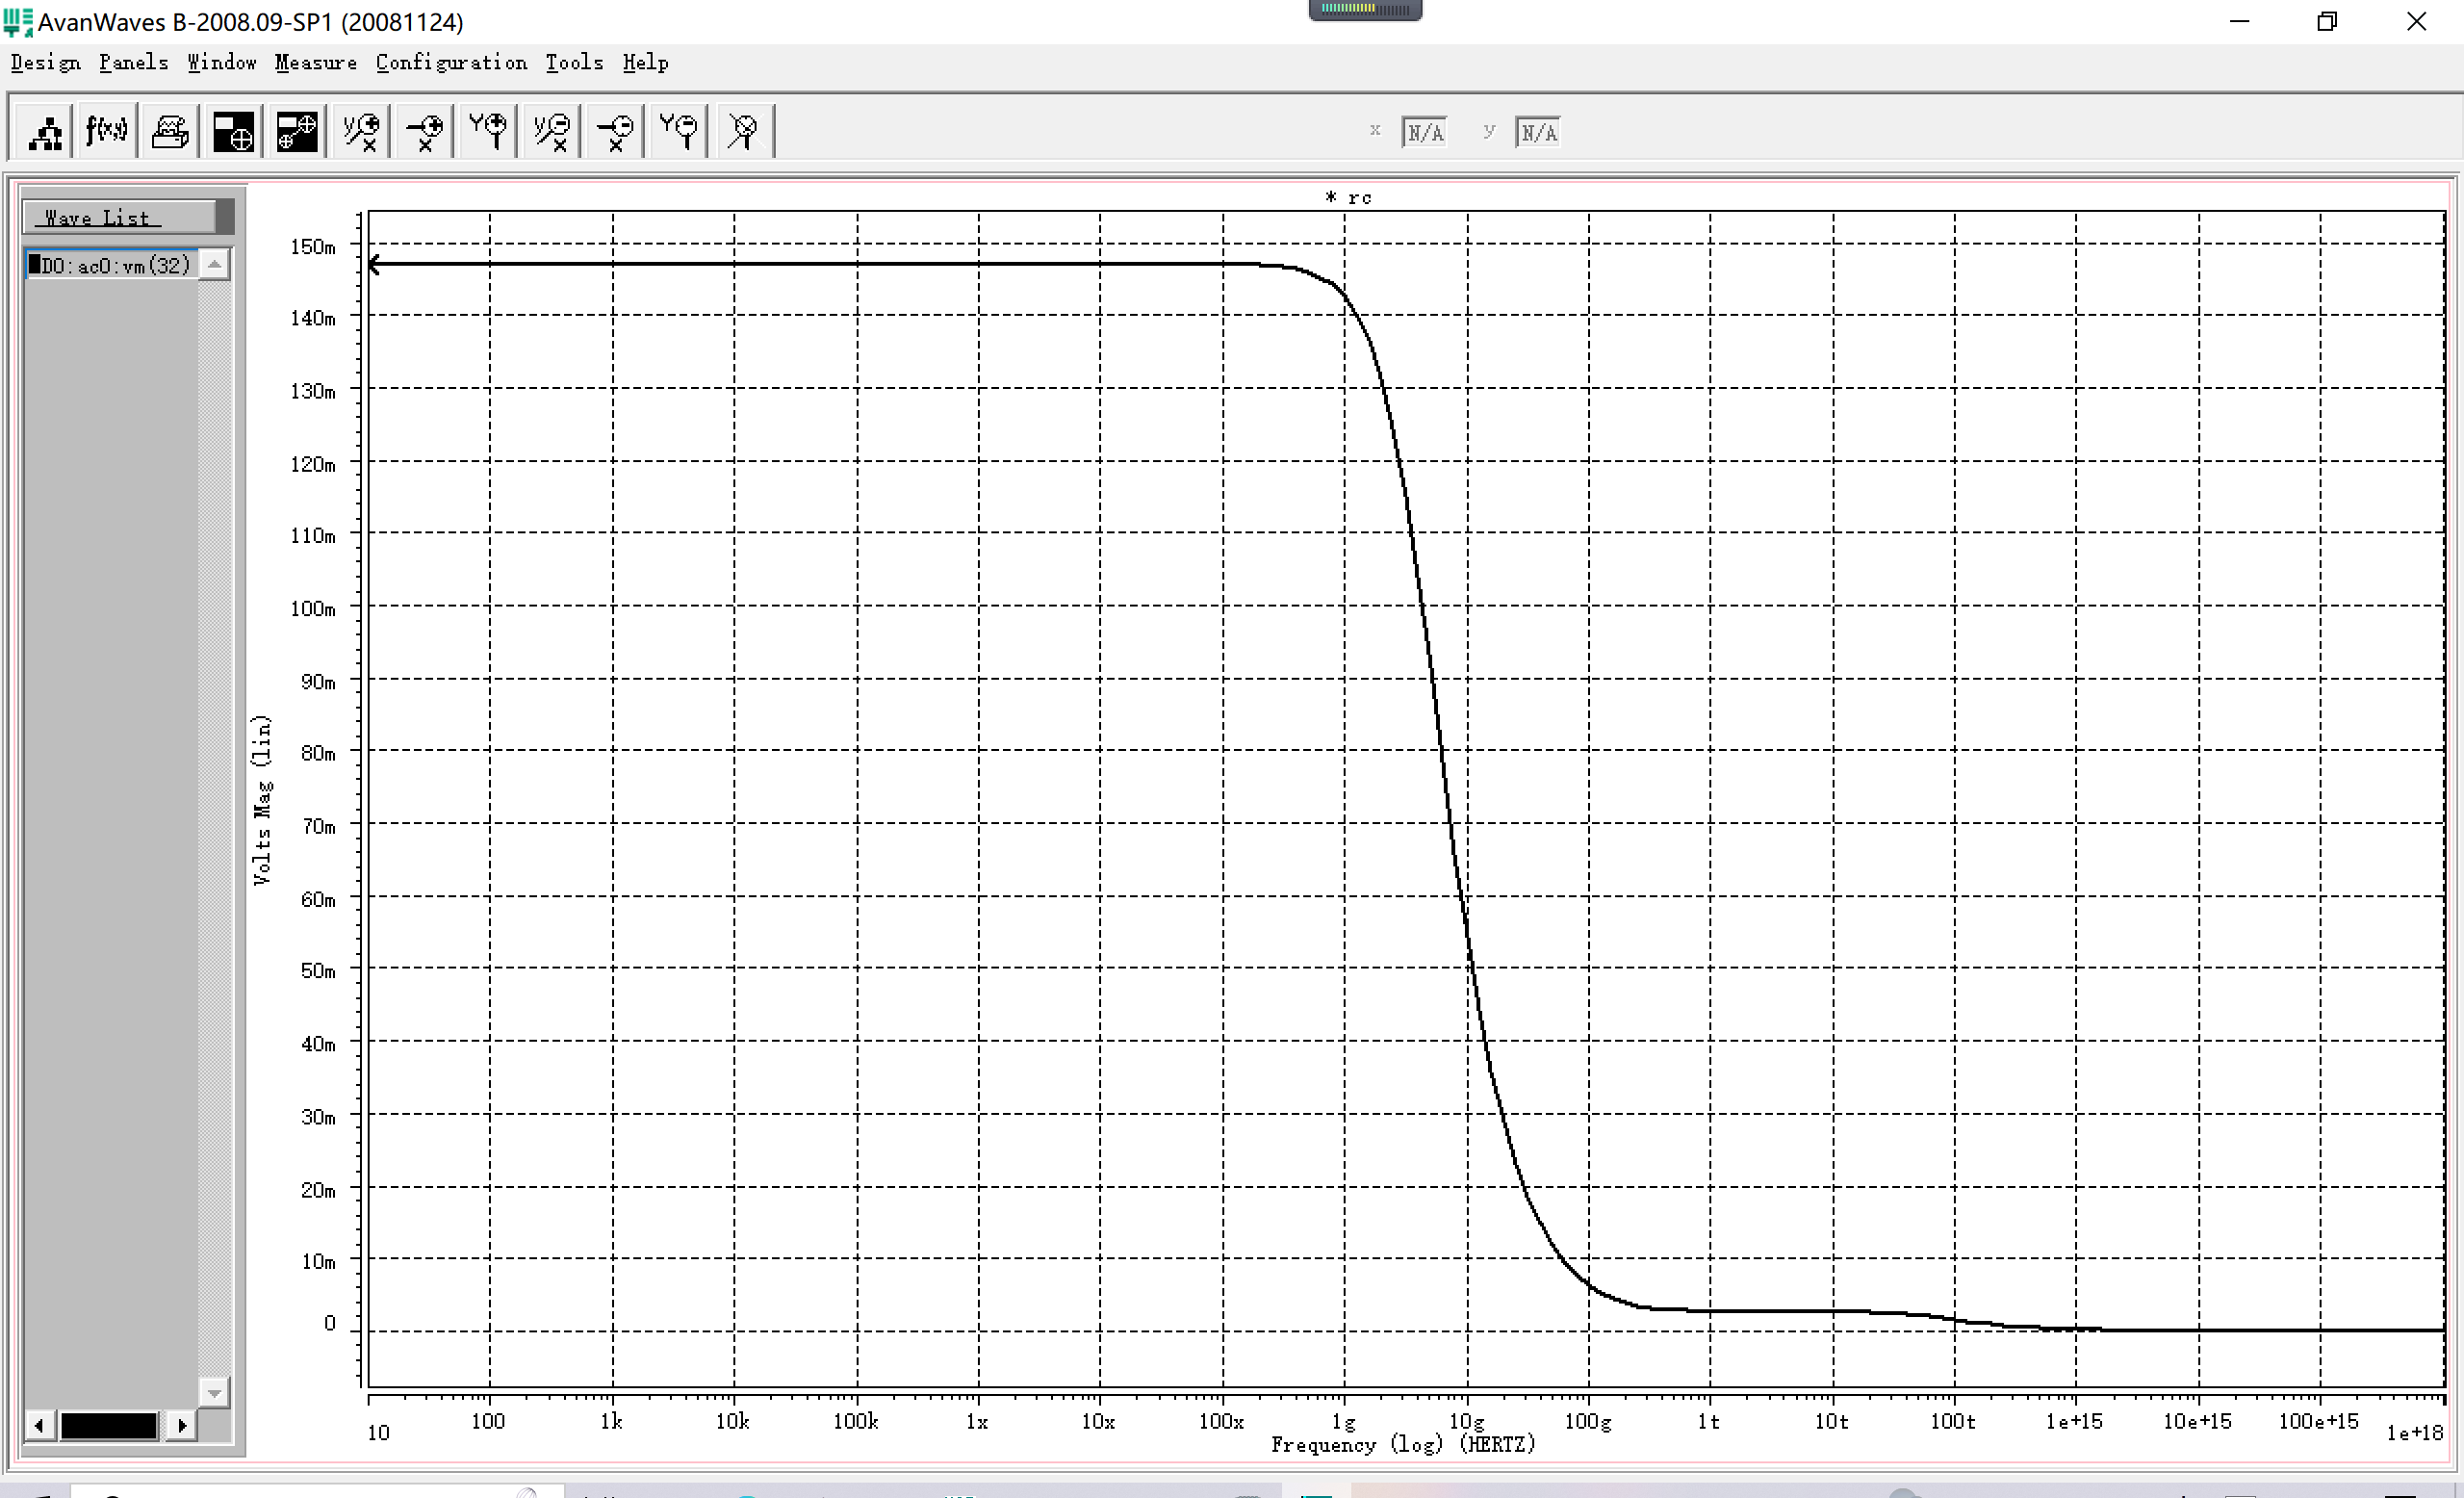 AvanWaves B-2008.09-SP1 (20081124)
Design Panels Window Measure Configuration Tools Help
f(x,y) y x x Y y x x Y x N/A y N/A
* rc
Wave List
D0:ac0:vm(32)
Volts Mag (lin)
150m
140m
130m
120m
110m
100m
90m
80m
70m
60m
50m
40m
30m
20m
10m
0
10 100 1k 10k 100k 1x 10x 100x 1g 10g 100g 1t 10t 100t 1e+15 10e+15 100e+15 1e+18
Frequency (log) (HERTZ)